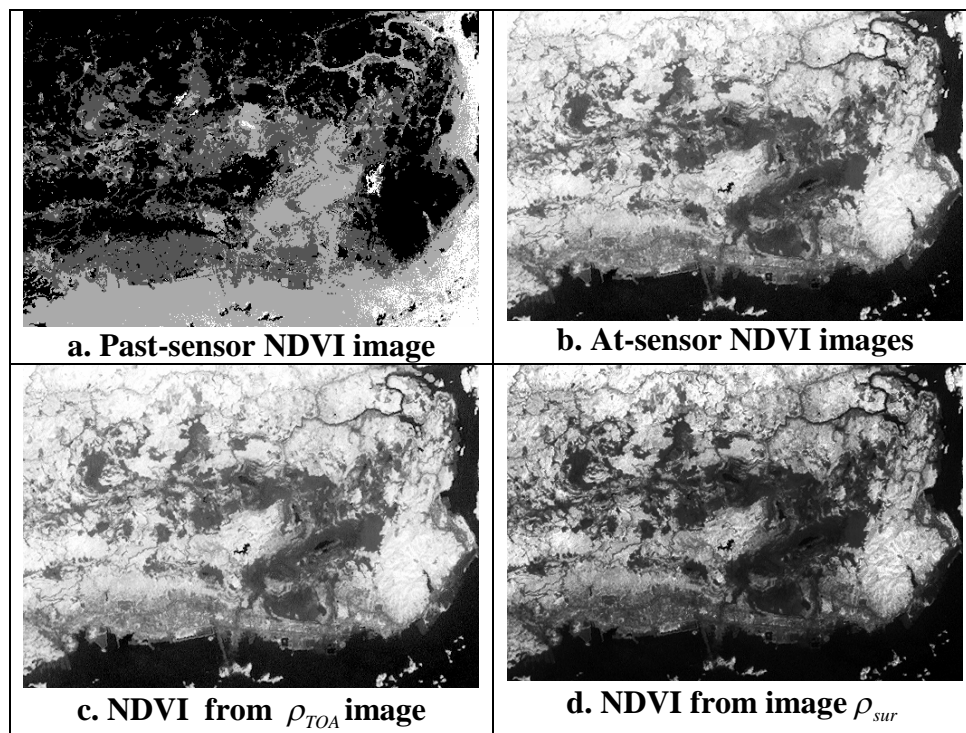 a. Past-sensor NDVI image
b. At-sensor NDVI images
c. NDVI from ρTOA image
d. NDVI from image ρsur